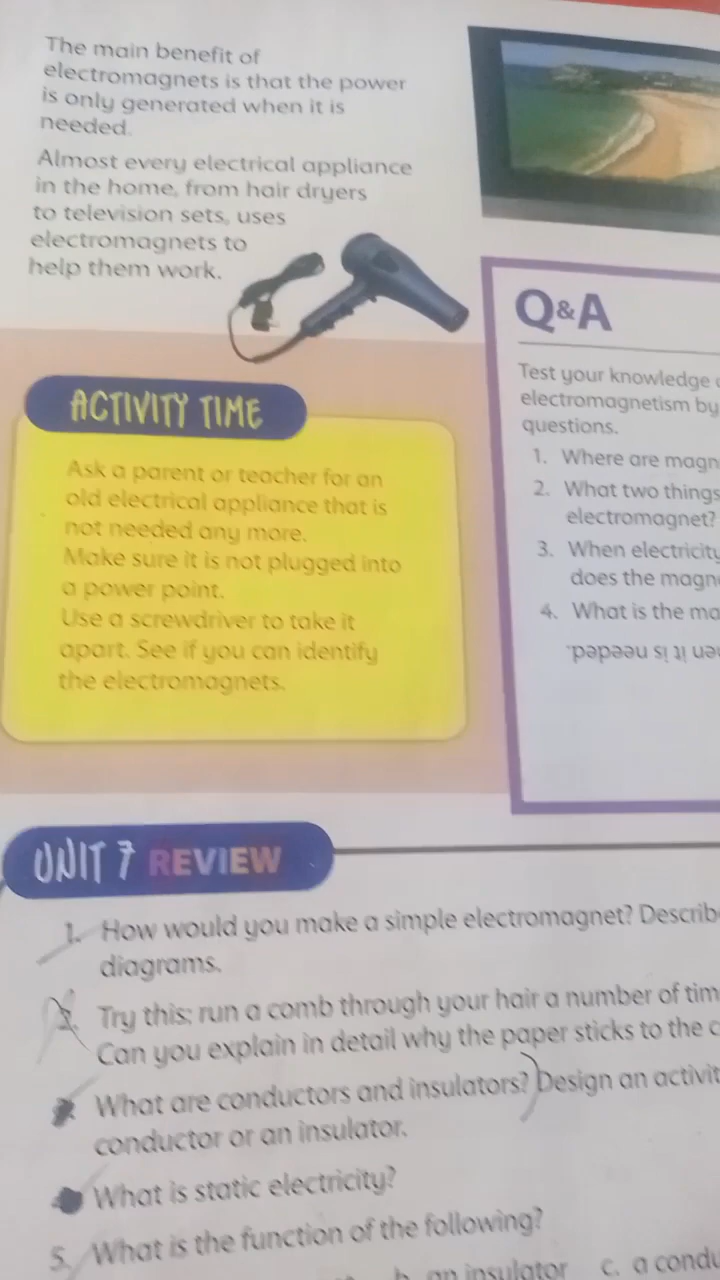 The main benefit of
electromagnets is that the power
is only generated when it is
needed.
Almost every electrical appliance
in the home, from hair dryers
to television sets, uses
electromagnets to
help them work.
ACTIVITY TIME
Ask a parent or teacher for an
old electrical appliance that is
not needed any more.
Make sure it is not plugged into
a power point.
Use a screwdriver to take it
apart. See if you can identify
the electromagnets.
Q&A
Test your knowledge
electromagnetism by
questions.
1. Where are magn
2. What two things
electromagnet?
3. When electricity
does the magn
4. What is the ma
en it is needed.
UNIT 7 REVIEW
1. How would you make a simple electromagnet? Describ
diagrams.
2. Try this: run a comb through your hair a number of tim
Can you explain in detail why the paper sticks to the c
What are conductors and insulators? Design an activit
conductor or an insulator.
What is static electricity?
5. What is the function of the following?
b. an insulator c. a condu